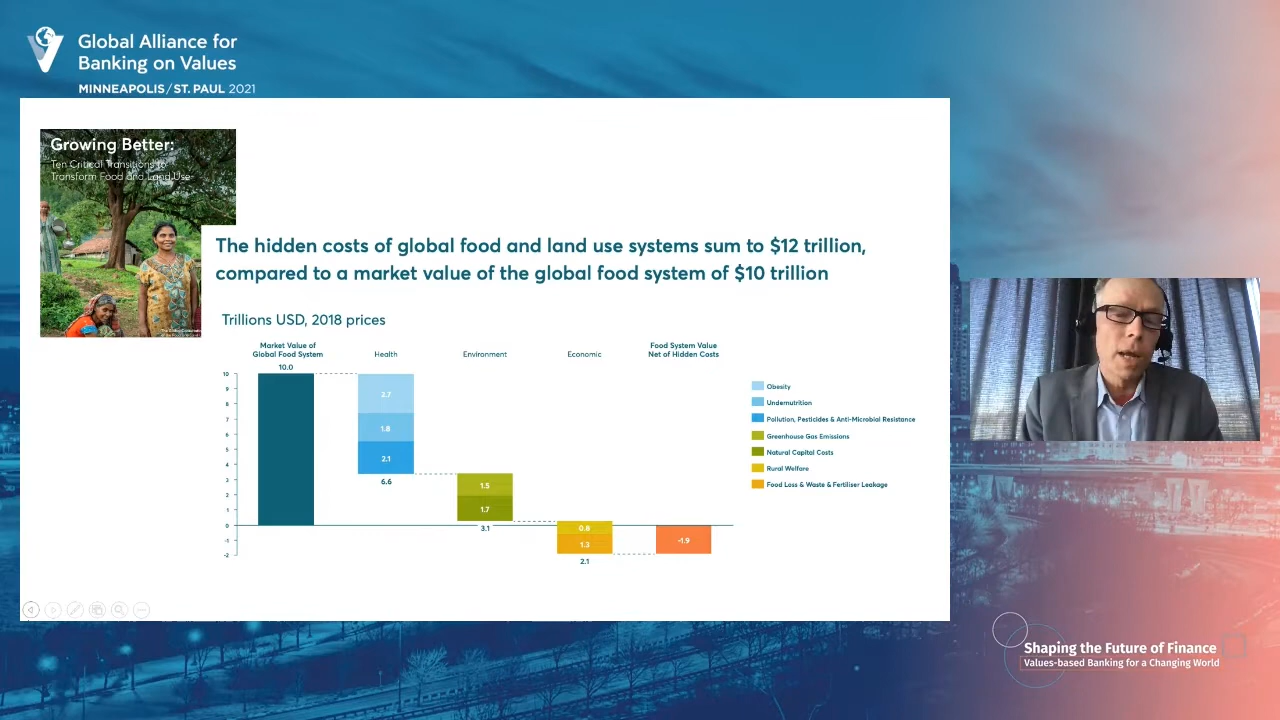 Global Alliance for
Banking on Values
MINNEAPOLIS/ST. PAUL 2021
Growing Better:
Ten Critical Transitions to
Transform Food and Land Use
The hidden costs of global food and land use systems sum to $12 trillion,
compared to a market value of the global food system of $10 trillion
Trillions USD, 2018 prices
Market Value of
Global Food System
Health
Environment
Economic
Food System Value
Net of Hidden Costs
10.0
10
9
8
7
6
5
4
3
2
1
0
-1
-2
2.7
1.8
2.1
6.6
1.5
1.7
3.1
0.8
1.3
2.1
-1.9
Obesity
Undernutrition
Pollution, Pesticides & Anti-Microbial Resistance
Greenhouse Gas Emissions
Natural Capital Costs
Rural Welfare
Food Loss & Waste & Fertiliser Leakage
Shaping the Future of Finance
Values-based Banking for a Changing World